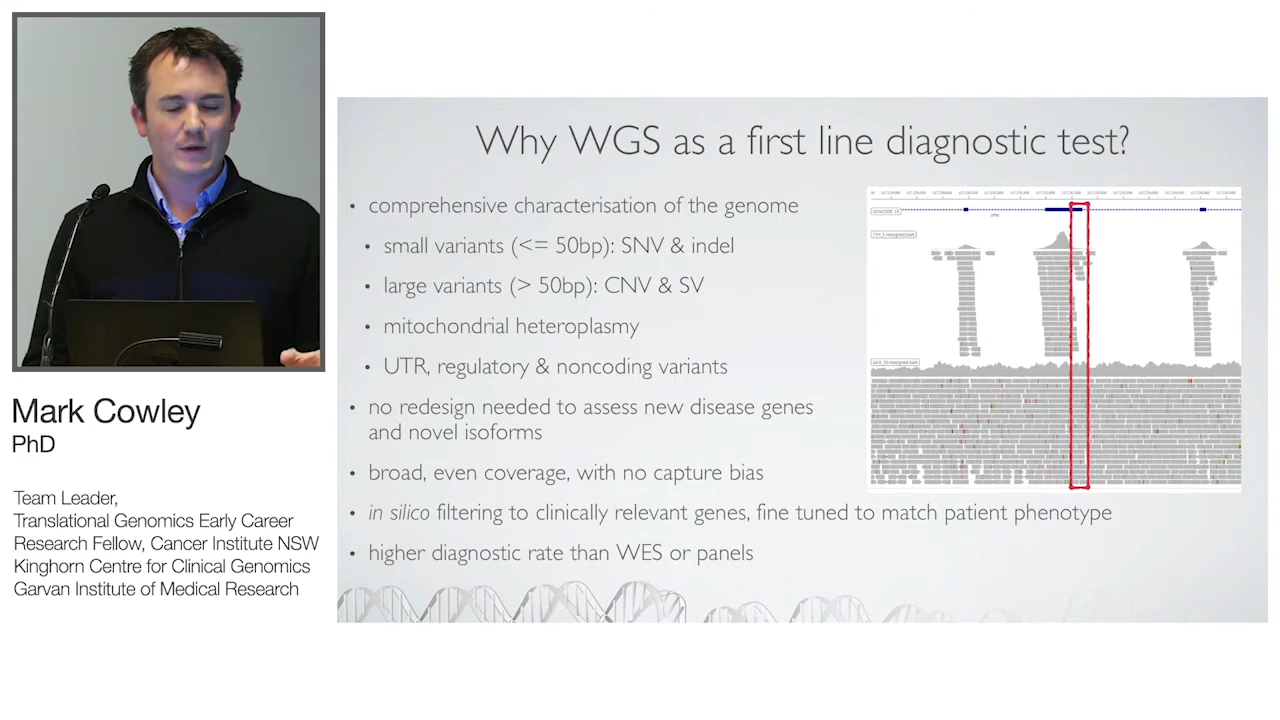 Mark Cowley
PhD
Team Leader,
Translational Genomics Early Career
Research Fellow, Cancer Institute NSW
Kinghorn Centre for Clinical Genomics
Garvan Institute of Medical Research
Why WGS as a first line diagnostic test?
• comprehensive characterisation of the genome
• small variants (<= 50bp): SNV & indel
• large variants (> 50bp): CNV & SV
• mitochondrial heteroplasmy
• UTR, regulatory & noncoding variants
• no redesign needed to assess new disease genes
and novel isoforms
• broad, even coverage, with no capture bias
• in silico filtering to clinically relevant genes, fine tuned to match patient phenotype
• higher diagnostic rate than WES or panels